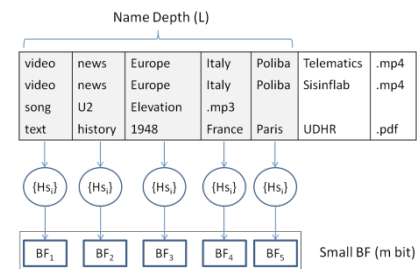 Name Depth (L)
video news Europe Italy Poliba Telematics .mp4
video news Europe Italy Poliba Sisinflab .mp4
song U2 Elevation .mp3
text history 1948 France Paris UDHR .pdf
{Hsi} {Hsi} {Hsi} {Hsi} {Hsi}
BF1 BF2 BF3 BF4 BF5 Small BF (m bit)